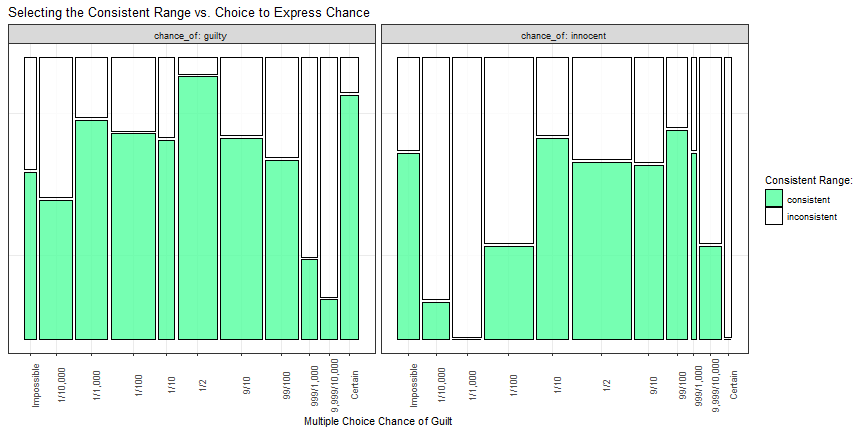 Selecting the Consistent Range vs. Choice to Express Chance
chance_of: guilty
chance_of: innocent
Consistent Range:
consistent
inconsistent
Impossible
1/10,000
1/1,000
1/100
1/10
1/2
9/10
99/100
999/1,000
9,999/10,000
Certain
Impossible
1/10,000
1/1,000
1/100
1/10
1/2
9/10
99/100
999/1,000
9,999/10,000
Certain
Multiple Choice Chance of Guilt